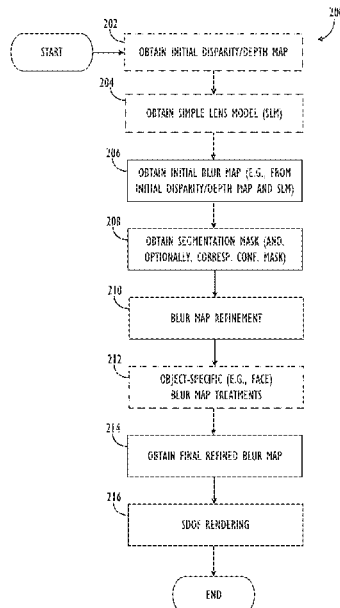 200
202
START
OBTAIN INITIAL DISPARITY/DEPTH MAP
204
OBTAIN SIMPLE LENS MODEL (SLM)
206
OBTAIN INITIAL BLUR MAP (E.G., FROM
INITIAL DISPARITY/DEPTH MAP AND SLM)
208
OBTAIN SEGMENTATION MASK (AND,
OPTIONALLY, CORRESP. CONF. MASK)
210
BLUR MAP REFINEMENT
212
OBJECT-SPECIFIC (E.G., FACE)
BLUR MAP TREATMENTS
214
OBTAIN FINAL REFINED BLUR MAP
216
SDOF RENDERING
END